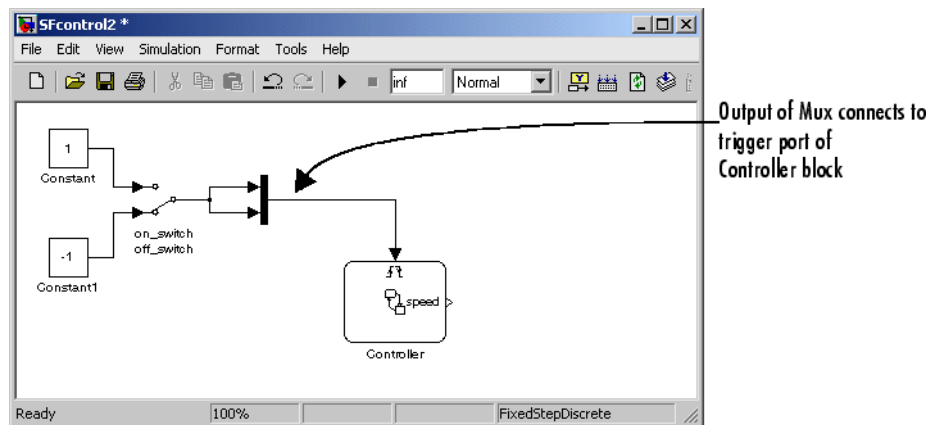 SFcontrol2 *
File Edit View Simulation Format Tools Help
inf Normal
Output of Mux connects to
trigger port of
Controller block
1
Constant
on_switch
off_switch
-1
Constant1
speed
Controller
Ready 100% FixedStepDiscrete